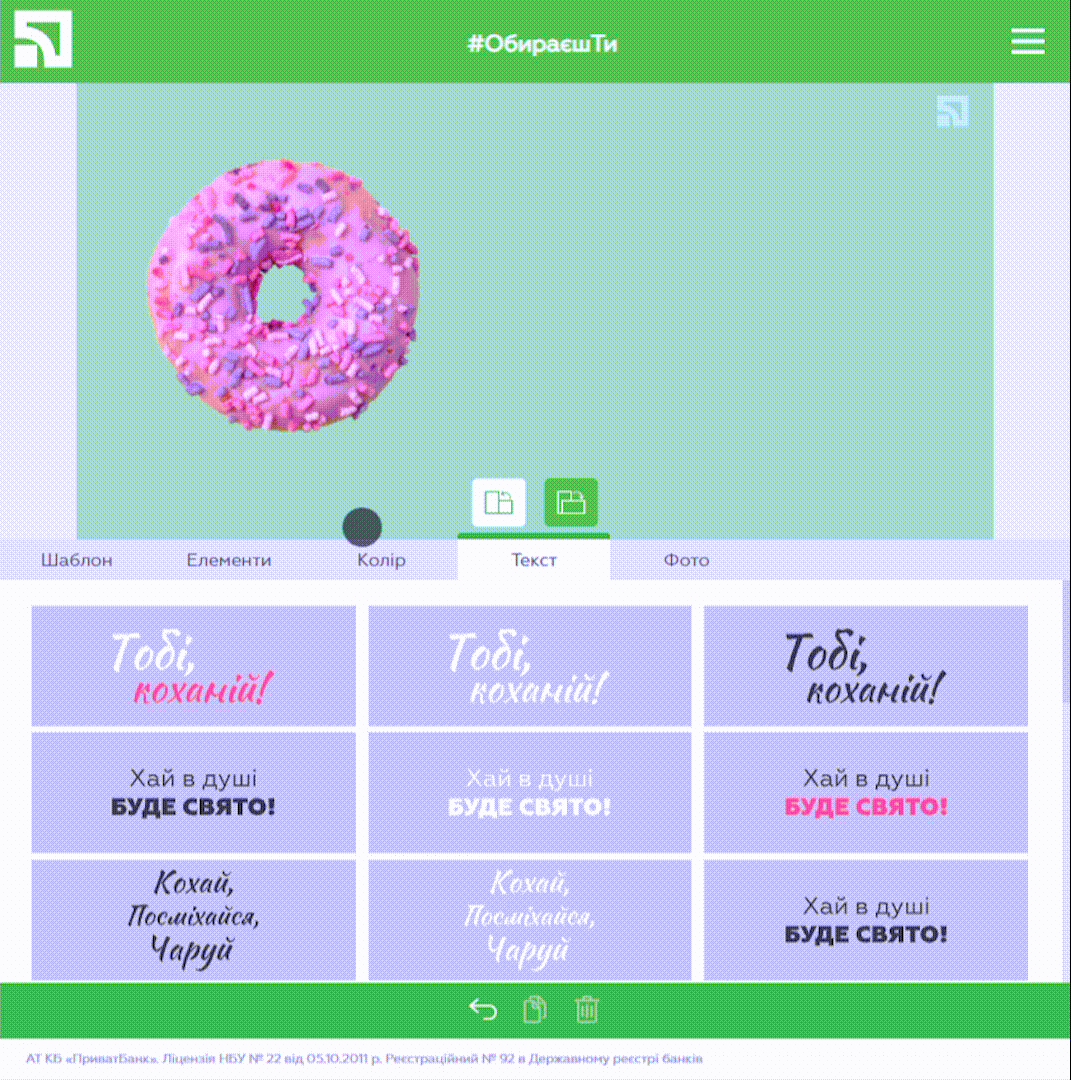 #ОбираєшТи
Шаблон Елементи Колір Текст Фото
Тобі,
коханій!
Тобі,
коханій!
Тобі,
коханій!
Хай в душі
БУДЕ СВЯТО!
Хай в душі
БУДЕ СВЯТО!
Хай в душі
БУДЕ СВЯТО!
Кохай,
Посміхайся,
Чаруй
Кохай,
Посміхайся,
Чаруй
Хай в душі
БУДЕ СВЯТО!
АТ КБ «ПриватБанк». Ліцензія НБУ № 22 від 05.10.2011 р. Реєстраційний № 92 в Державному реєстрі банків